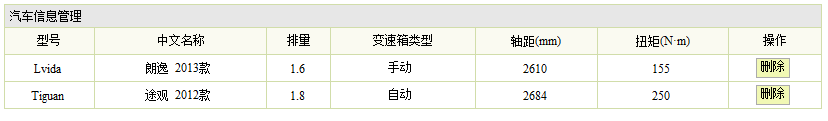 汽车信息管理
型号 中文名称 排量 变速箱类型 轴距(mm) 扭矩(N·m) 操作
Lvida 朗逸 2013款 1.6 手动 2610 155 删除
Tiguan 途观 2012款 1.8 自动 2684 250 删除